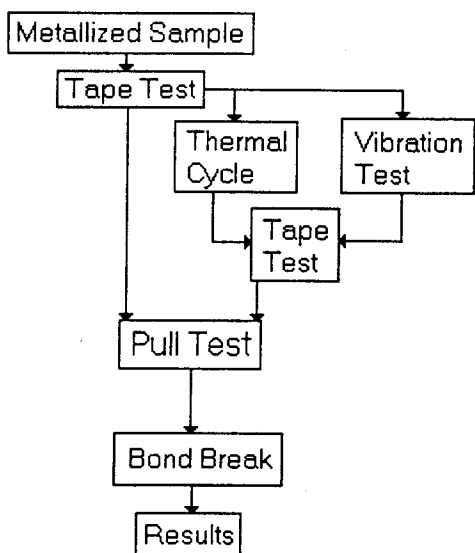 Metallized Sample
Tape Test
Thermal
Cycle
Vibration
Test
Tape
Test
Pull Test
Bond Break
Results